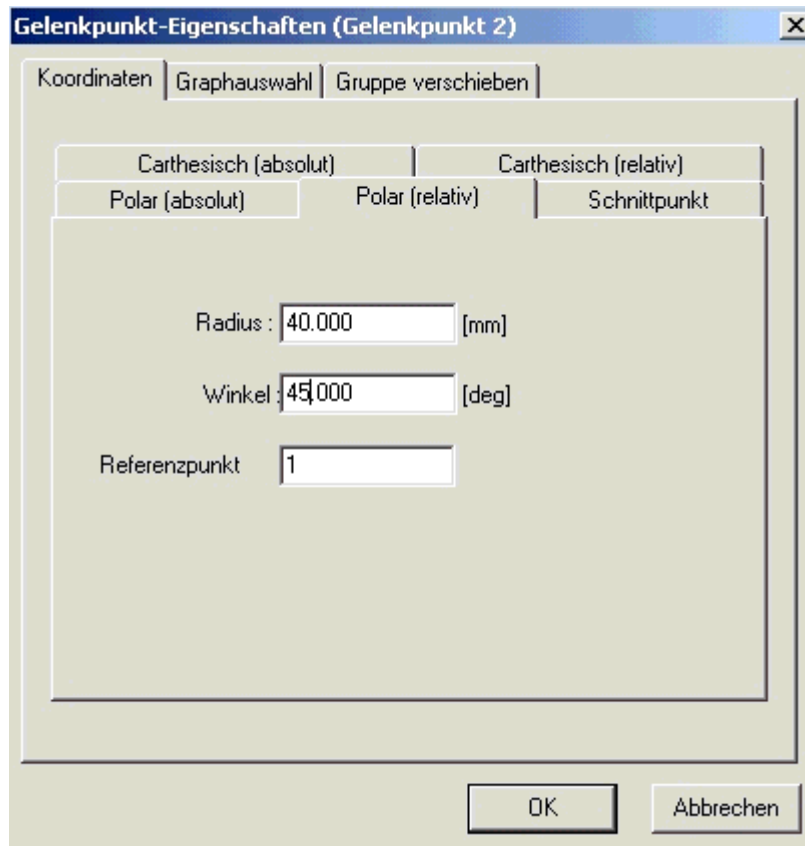 Gelenkpunkt-Eigenschaften (Gelenkpunkt 2)
Koordinaten Graphauswahl Gruppe verschieben
Carthesisch (absolut) Carthesisch (relativ)
Polar (absolut) Polar (relativ) Schnittpunkt
Radius : 40.000 [mm]
Winkel : 45.000 [deg]
Referenzpunkt 1
OK Abbrechen